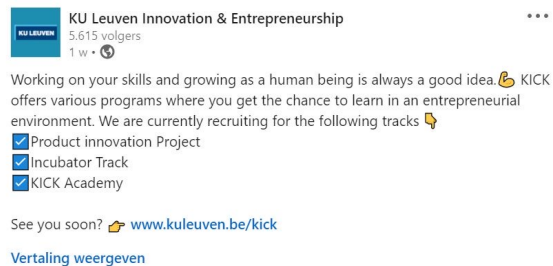 KU LEUVEN
KU Leuven Innovation & Entrepreneurship
5.615 volgers
1 w •
Working on your skills and growing as a human being is always a good idea.💪 KICK
offers various programs where you get the chance to learn in an entrepreneurial
environment. We are currently recruiting for the following tracks 👇
☑Product innovation Project
☑Incubator Track
☑KICK Academy
See you soon? 👉 www.kuleuven.be/kick
Vertaling weergeven